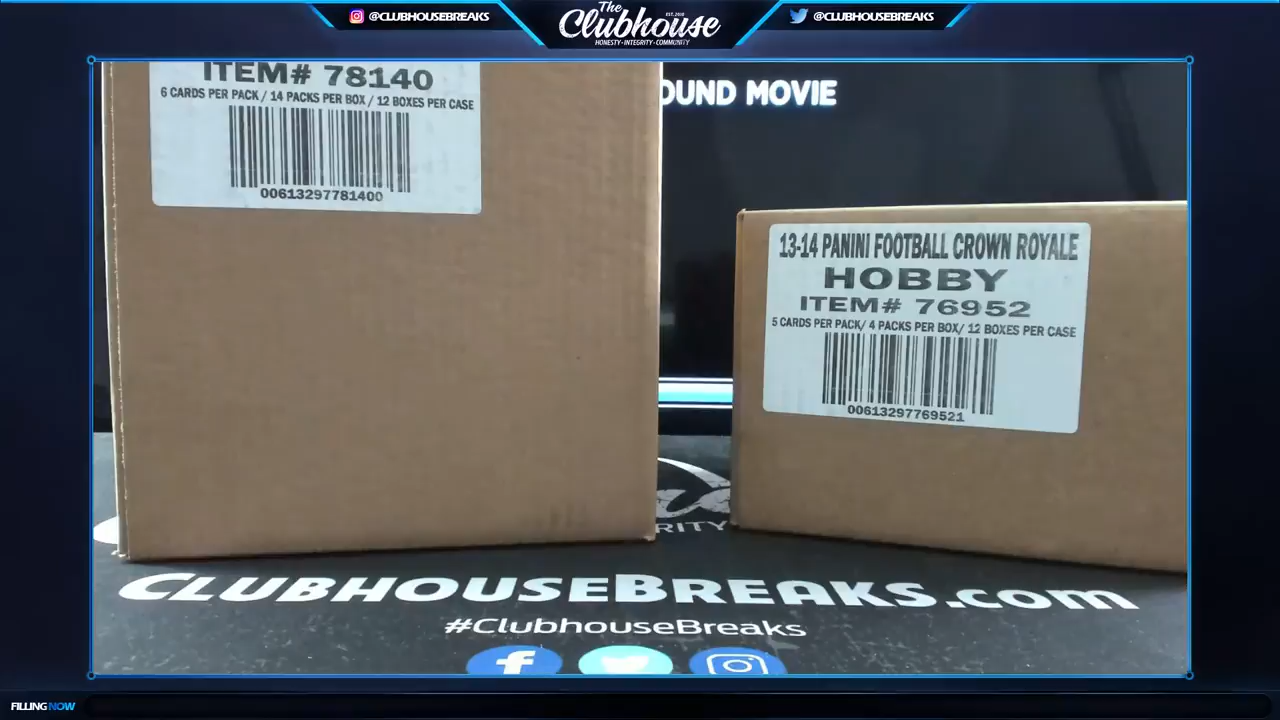 @CLUBHOUSEBREAKS
The
Clubhouse
EST. 2018
HONESTY • INTEGRITY • COMMUNITY
@CLUBHOUSEBREAKS
ITEM# 78140
6 CARDS PER PACK / 14 PACKS PER BOX / 12 BOXES PER CASE
00613297781400
OUND MOVIE
13-14 PANINI FOOTBALL CROWN ROYALE
HOBBY
ITEM# 76952
5 CARDS PER PACK/ 4 PACKS PER BOX/ 12 BOXES PER CASE
00613297769521
RITY
CLUBHOUSEBREAKS.com
#ClubhouseBreaks
FILLING NOW